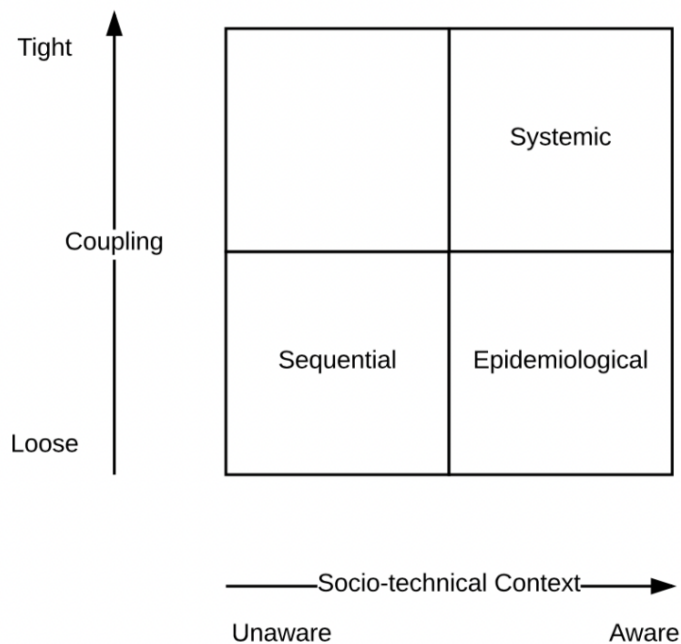 Tight
Systemic
Coupling
Sequential
Epidemiological
Loose
Socio-technical Context
Unaware
Aware